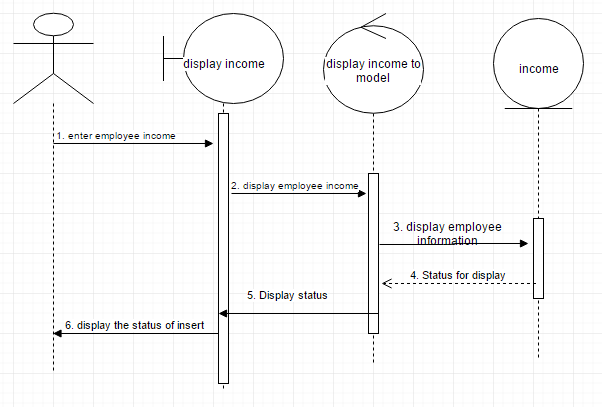 display income
display income to
model
income
1. enter employee income
2. display employee income
3. display employee
information
4. Status for display
5. Display status
6. display the status of insert